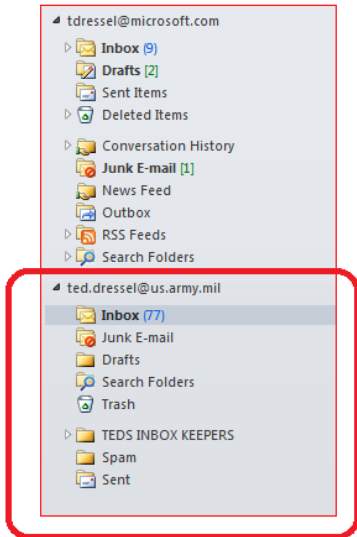 tdressel@microsoft.com
Inbox (9)
Drafts [2]
Sent Items
Deleted Items
Conversation History
Junk E-mail [1]
News Feed
Outbox
RSS Feeds
Search Folders
ted.dressel@us.army.mil
Inbox (77)
Junk E-mail
Drafts
Search Folders
Trash
TEDS INBOX KEEPERS
Spam
Sent